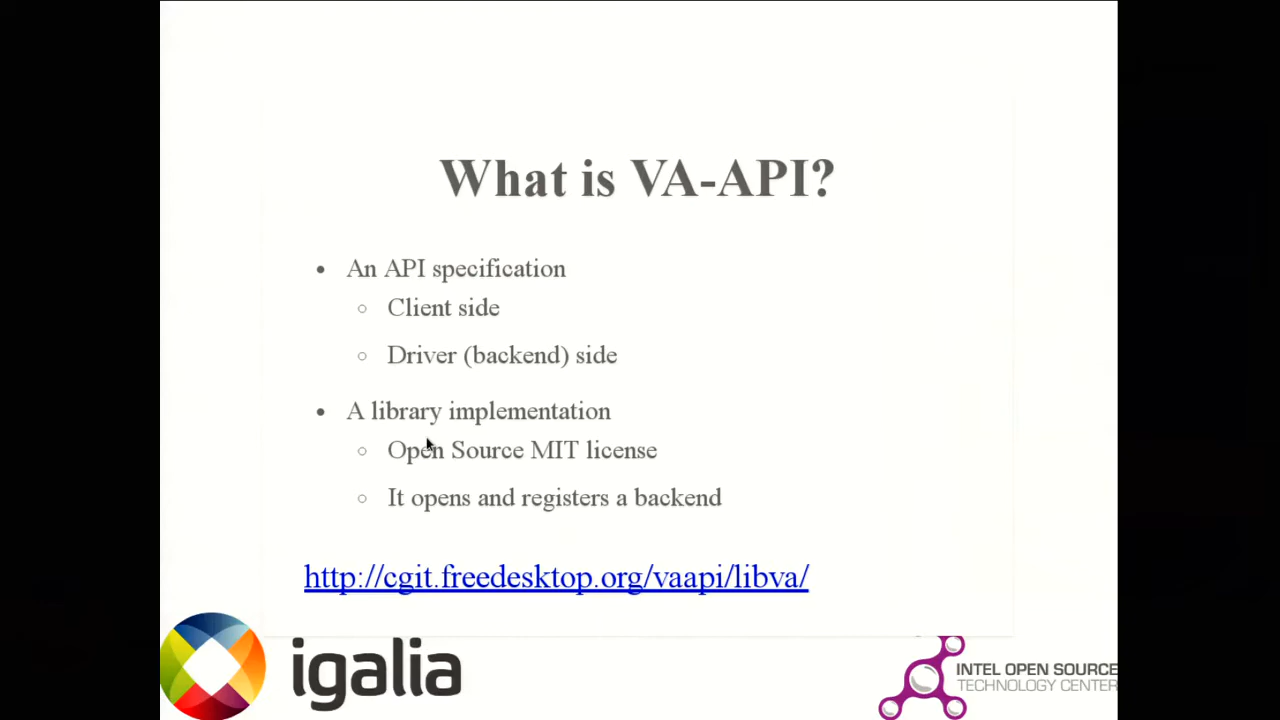 What is VA-API?
An API specification
Client side
Driver (backend) side
A library implementation
Open Source MIT license
It opens and registers a backend
http://cgit.freedesktop.org/vaapi/libva/
igalia
INTEL OPEN SOURCE
TECHNOLOGY CENTER